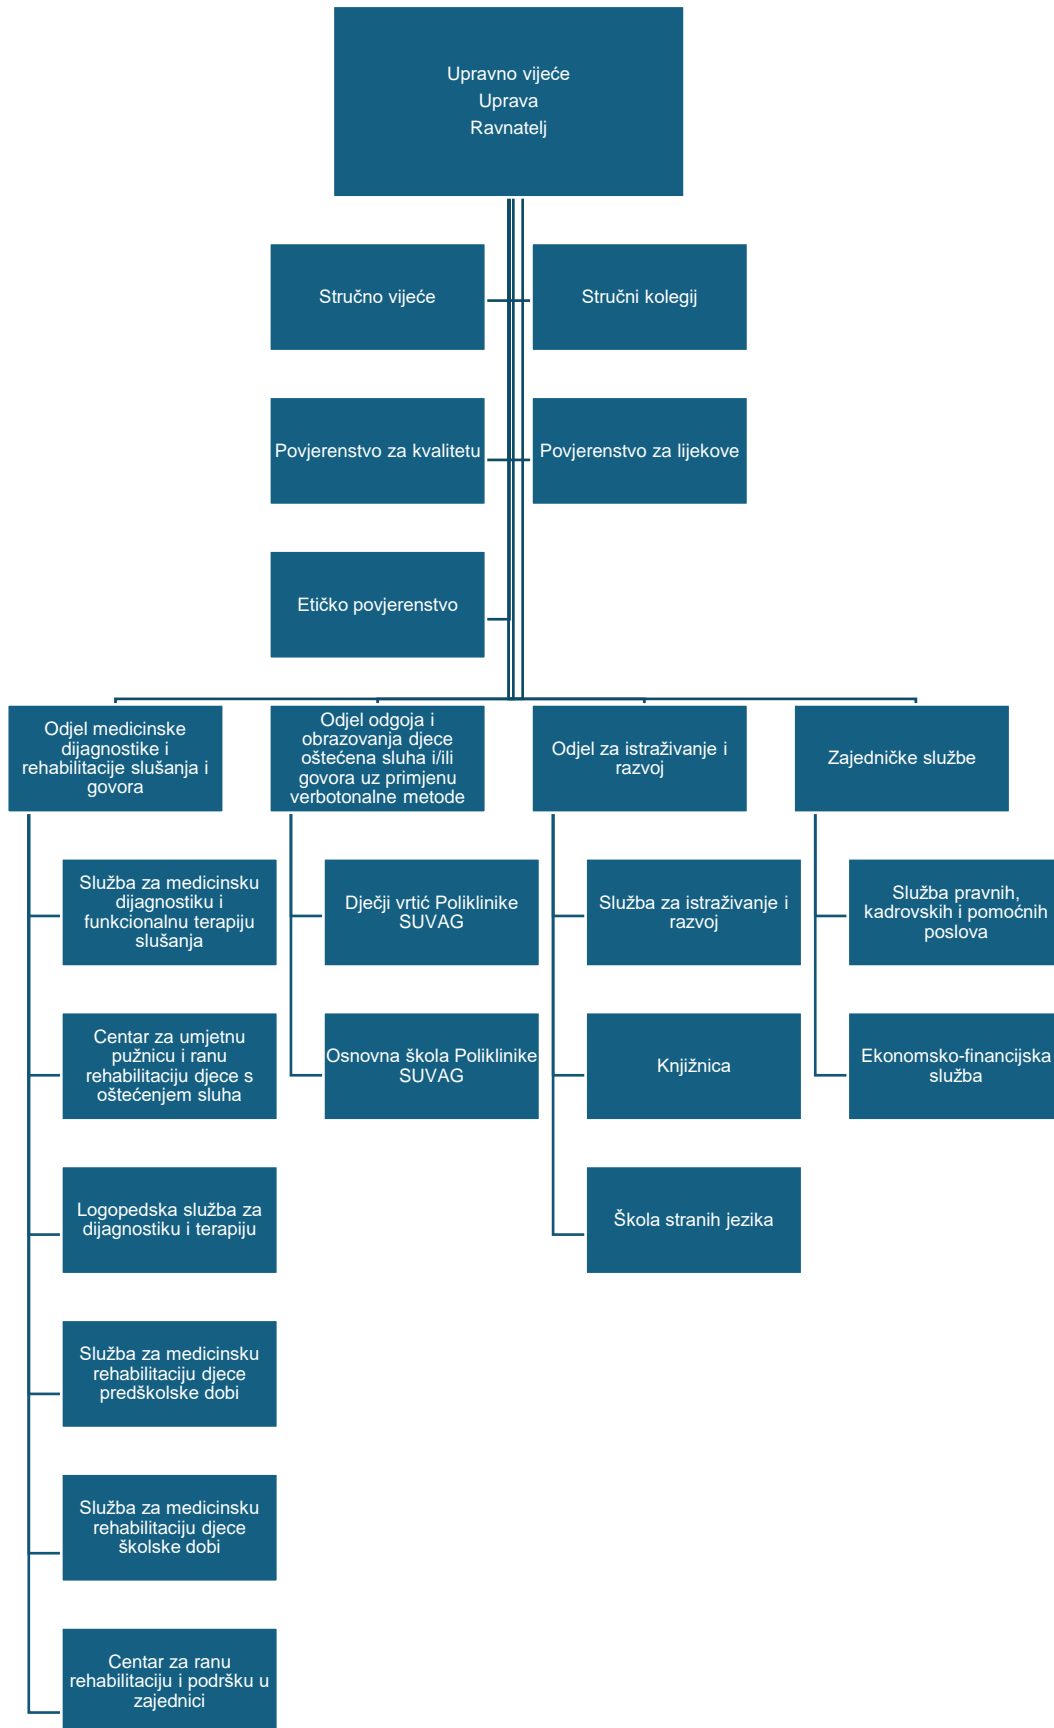 Upravno vijeće
Uprava
Ravnatelj
Stručno vijeće
Stručni kolegij
Povjerenstvo za kvalitetu
Povjerenstvo za lijekove
Etičko povjerenstvo
Odjel medicinske
dijagnostike i
rehabilitacije slušanja i
govora
Odjel odgoja i
obrazovanja djece
oštećena sluha i/ili
govora uz primjenu
verbotonalne metode
Odjel za istraživanje i
razvoj
Zajedničke službe
Služba za medicinsku
dijagnostiku i
funkcionalnu terapiju
slušanja
Dječji vrtić Poliklinike
SUVAG
Služba za istraživanje i
razvoj
Služba pravnih,
kadrovskih i pomoćnih
poslova
Centar za umjetnu
pužnicu i ranu
rehabilitaciju djece s
oštećenjem sluha
Osnovna škola Poliklinike
SUVAG
Knjižnica
Ekonomsko-financijska
služba
Logopedska služba za
dijagnostiku i terapiju
Škola stranih jezika
Služba za medicinsku
rehabilitaciju djece
predškolske dobi
Služba za medicinsku
rehabilitaciju djece
školske dobi
Centar za ranu
rehabilitaciju i podršku u
zajednici